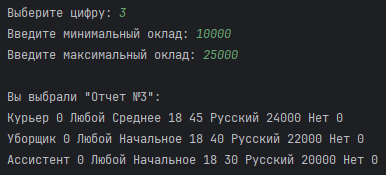 Выберите цифру: 3
Введите минимальный оклад: 10000
Введите максимальный оклад: 25000
Вы выбрали "Отчет №3":
Курьер 0 Любой Среднее 18 45 Русский 24000 Нет 0
Уборщик 0 Любой Начальное 18 40 Русский 22000 Нет 0
Ассистент 0 Любой Начальное 18 30 Русский 20000 Нет 0